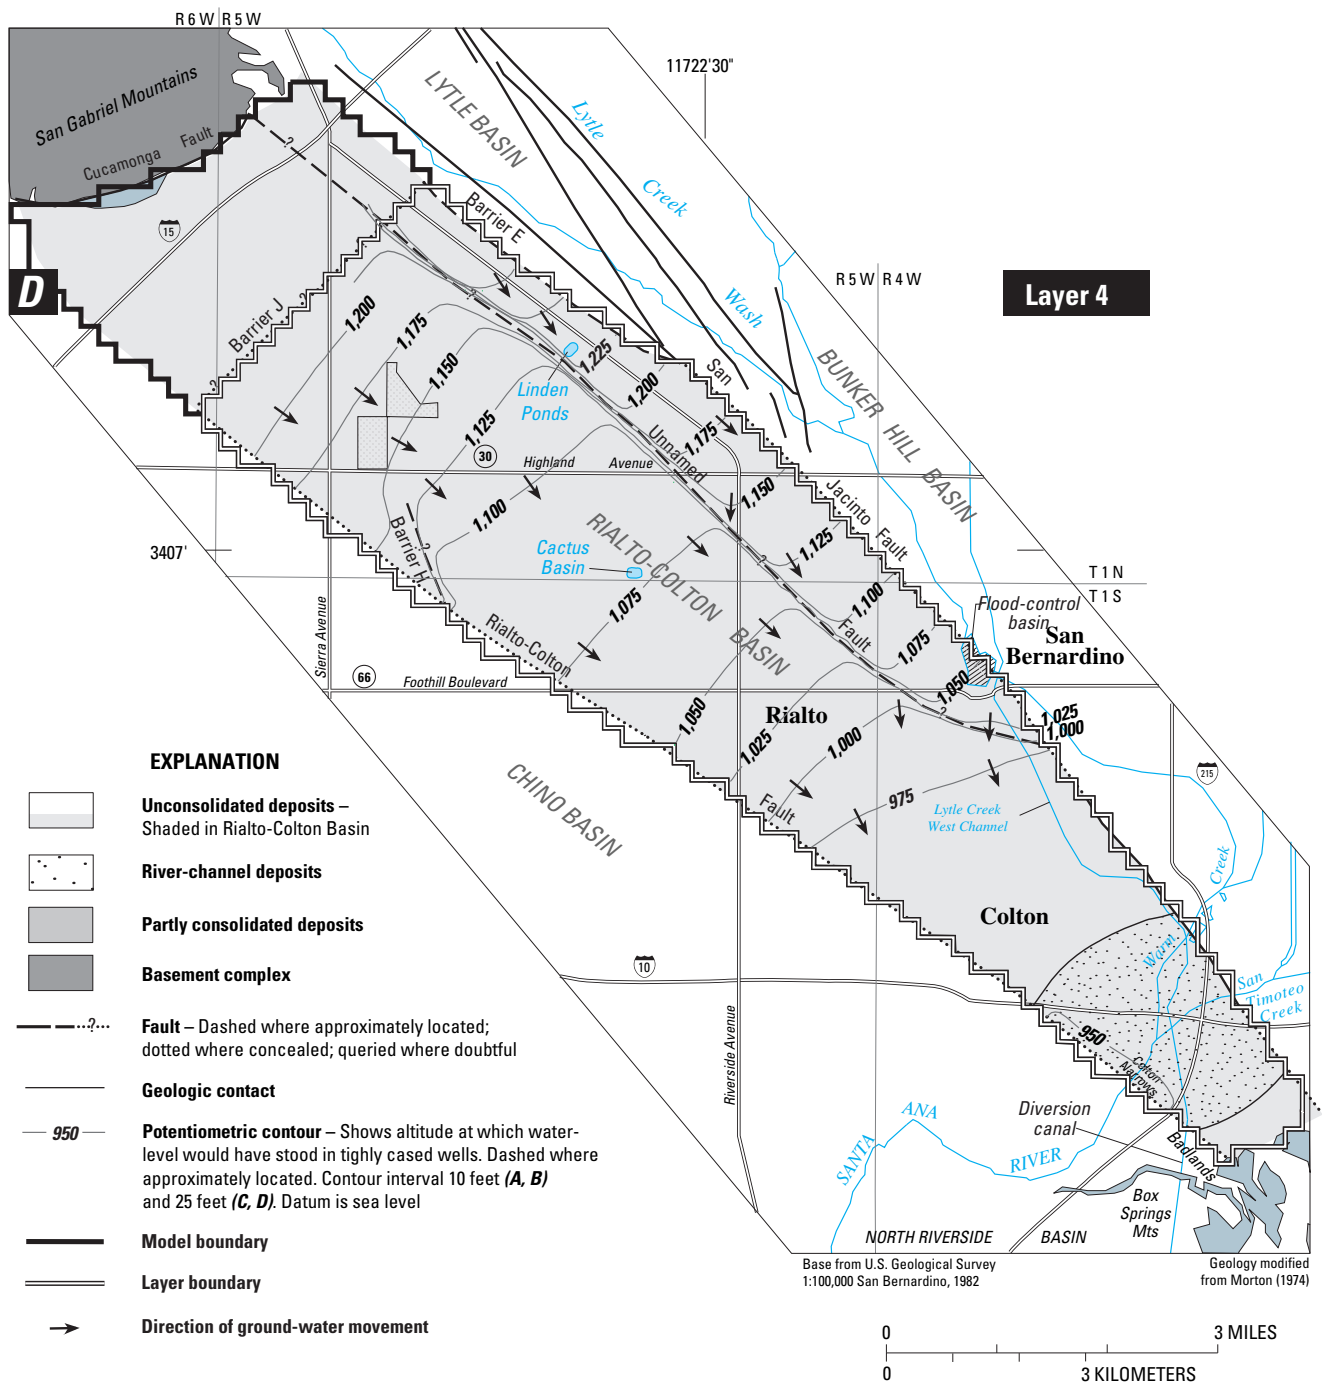 R 6 W
R 5 W
11722'30"
San Gabriel Mountains
Cucamonga Fault
LYTLE BASIN
Lytle
Creek
Wash
15
D
Barrier J
Barrier E
?
?
?
?
R 5 W
R 4 W
Layer 4
BUNKER HILL BASIN
1,200
1,175
1,150
1,125
1,100
1,225
1,200
1,175
1,150
1,125
1,100
1,075
1,050
1,025
1,000
Linden
Ponds
San
Jacinto
Fault
30
Highland Avenue
Unnamed
Fault
?
?
3407'
Barrier H
?
Cactus
Basin
RIALTO-COLTON BASIN
T 1 N
T 1 S
Flood-control
basin
San
Bernardino
Sierra Avenue
Rialto-Colton
Fault
66
Foothill Boulevard
1,075
1,050
1,025
1,000
975
Rialto
CHINO BASIN
Lytle Creek
West Channel
215
Creek
Warm
Colton
10
San
Timoteo
Creek
Riverside Avenue
950
Colton
Narrows
Diversion
canal
SANTA
ANA
RIVER
Badlands
Box
Springs
Mts
NORTH RIVERSIDE BASIN
Base from U.S. Geological Survey
1:100,000 San Bernardino, 1982
Geology modified
from Morton (1974)
0 3 MILES
0 3 KILOMETERS
EXPLANATION
Unconsolidated deposits –
Shaded in Rialto-Colton Basin
River-channel deposits
Partly consolidated deposits
Basement complex
?
Fault – Dashed where approximately located;
dotted where concealed; queried where doubtful
Geologic contact
950
Potentiometric contour – Shows altitude at which water-
level would have stood in tighly cased wells. Dashed where
approximately located. Contour interval 10 feet (A, B)
and 25 feet (C, D). Datum is sea level
Model boundary
Layer boundary
Direction of ground-water movement